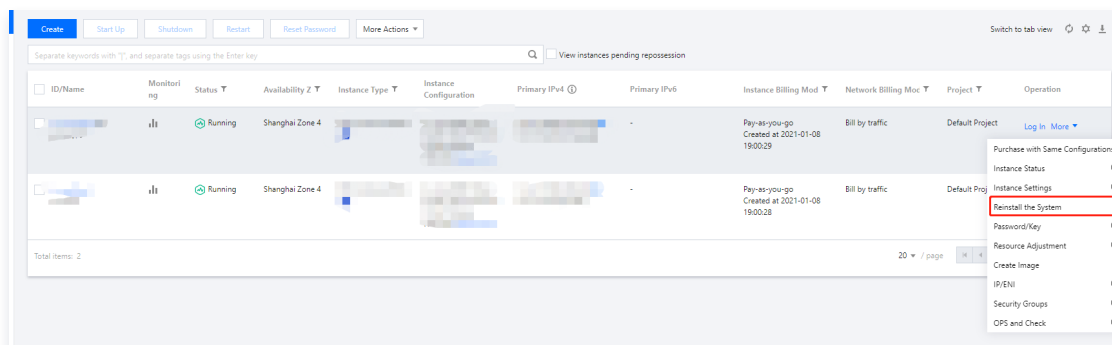 Create Start Up Shutdown Restart Reset Password More Actions Switch to tab view
Separate keywords with "|", and separate tags using the Enter key View instances pending repossession
ID/Name Monitori Status Availability Z Instance Type Instance Primary IPv4 Primary IPv6 Instance Billing Mod Network Billing Moc Project Operation
ng Configuration
Running Shanghai Zone 4 - Pay-as-you-go Bill by traffic Default Project Log In More
Created at 2021-01-08
19:00:29
Purchase with Same Configurations
Instance Status
Instance Settings
Reinstall the System
Password/Key
Resource Adjustment
Create Image
IP/ENI
Security Groups
OPS and Check
Running Shanghai Zone 4 - Pay-as-you-go Bill by traffic Default Proj
Created at 2021-01-08
19:00:28
Total items: 2 20 / page